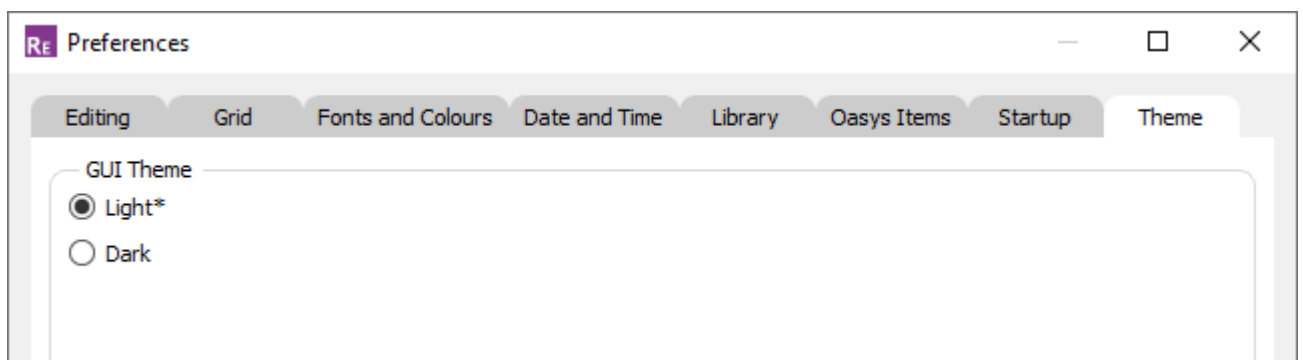 RE Preferences
Editing Grid Fonts and Colours Date and Time Library Oasys Items Startup Theme
GUI Theme
Light*
Dark